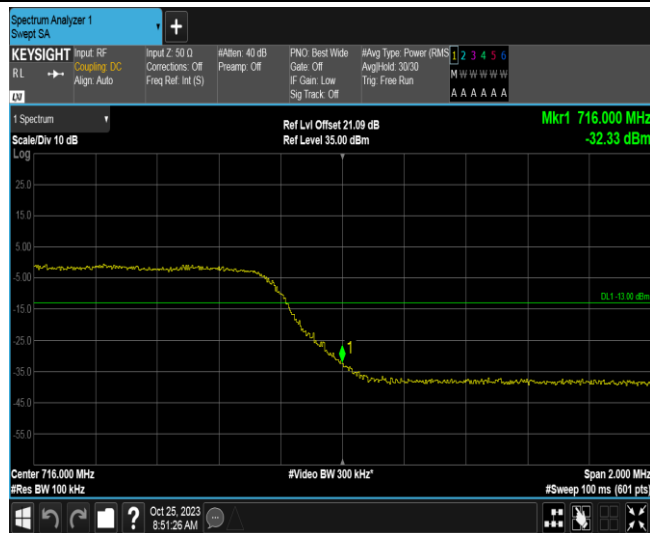 Spectrum Analyzer 1
Swept SA
+
KEYSIGHT
RL
Input: RF
Coupling: DC
Align: Auto
Input Z: 50 Ω
Corrections: Off
Freq Ref: Int (S)
#Atten: 40 dB
Preamp: Off
PNO: Best Wide
Gate: Off
IF Gain: Low
Sig Track: Off
#Avg Type: Power (RMS
Avg|Hold: 30/30
Trig: Free Run
1 2 3 4 5 6
M W W W W W
A A A A A A
LXI
1 Spectrum
Scale/Div 10 dB
Ref Lvl Offset 21.09 dB
Ref Level 35.00 dBm
Mkr1 716.000 MHz
-32.33 dBm
Log
25.0
15.0
5.00
-5.00
DL1 -13.00 dBm
-15.0
-25.0
1
-35.0
-45.0
-55.0
Center 716.000 MHz
#Res BW 100 kHz
#Video BW 300 kHz*
Span 2.000 MHz
#Sweep 100 ms (601 pts)
?
Oct 25, 2023
8:51:26 AM